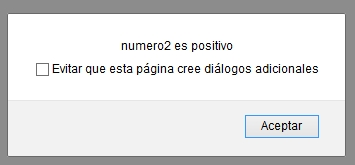 numero2 es positivo
Evitar que esta página cree diálogos adicionales
Aceptar